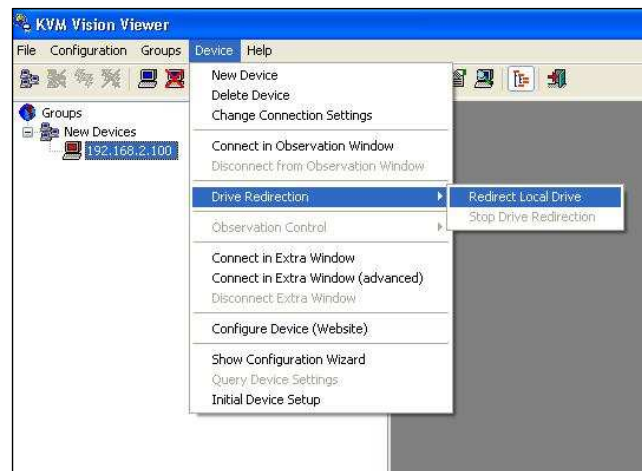 KVM Vision Viewer
File Configuration Groups Device Help
Groups
New Devices
192.168.2.100
New Device
Delete Device
Change Connection Settings
Connect in Observation Window
Disconnect from Observation Window
Drive Redirection
Redirect Local Drive
Stop Drive Redirection
Observation Control
Connect in Extra Window
Connect in Extra Window (advanced)
Disconnect Extra Window
Configure Device (Website)
Show Configuration Wizard
Query Device Settings
Initial Device Setup